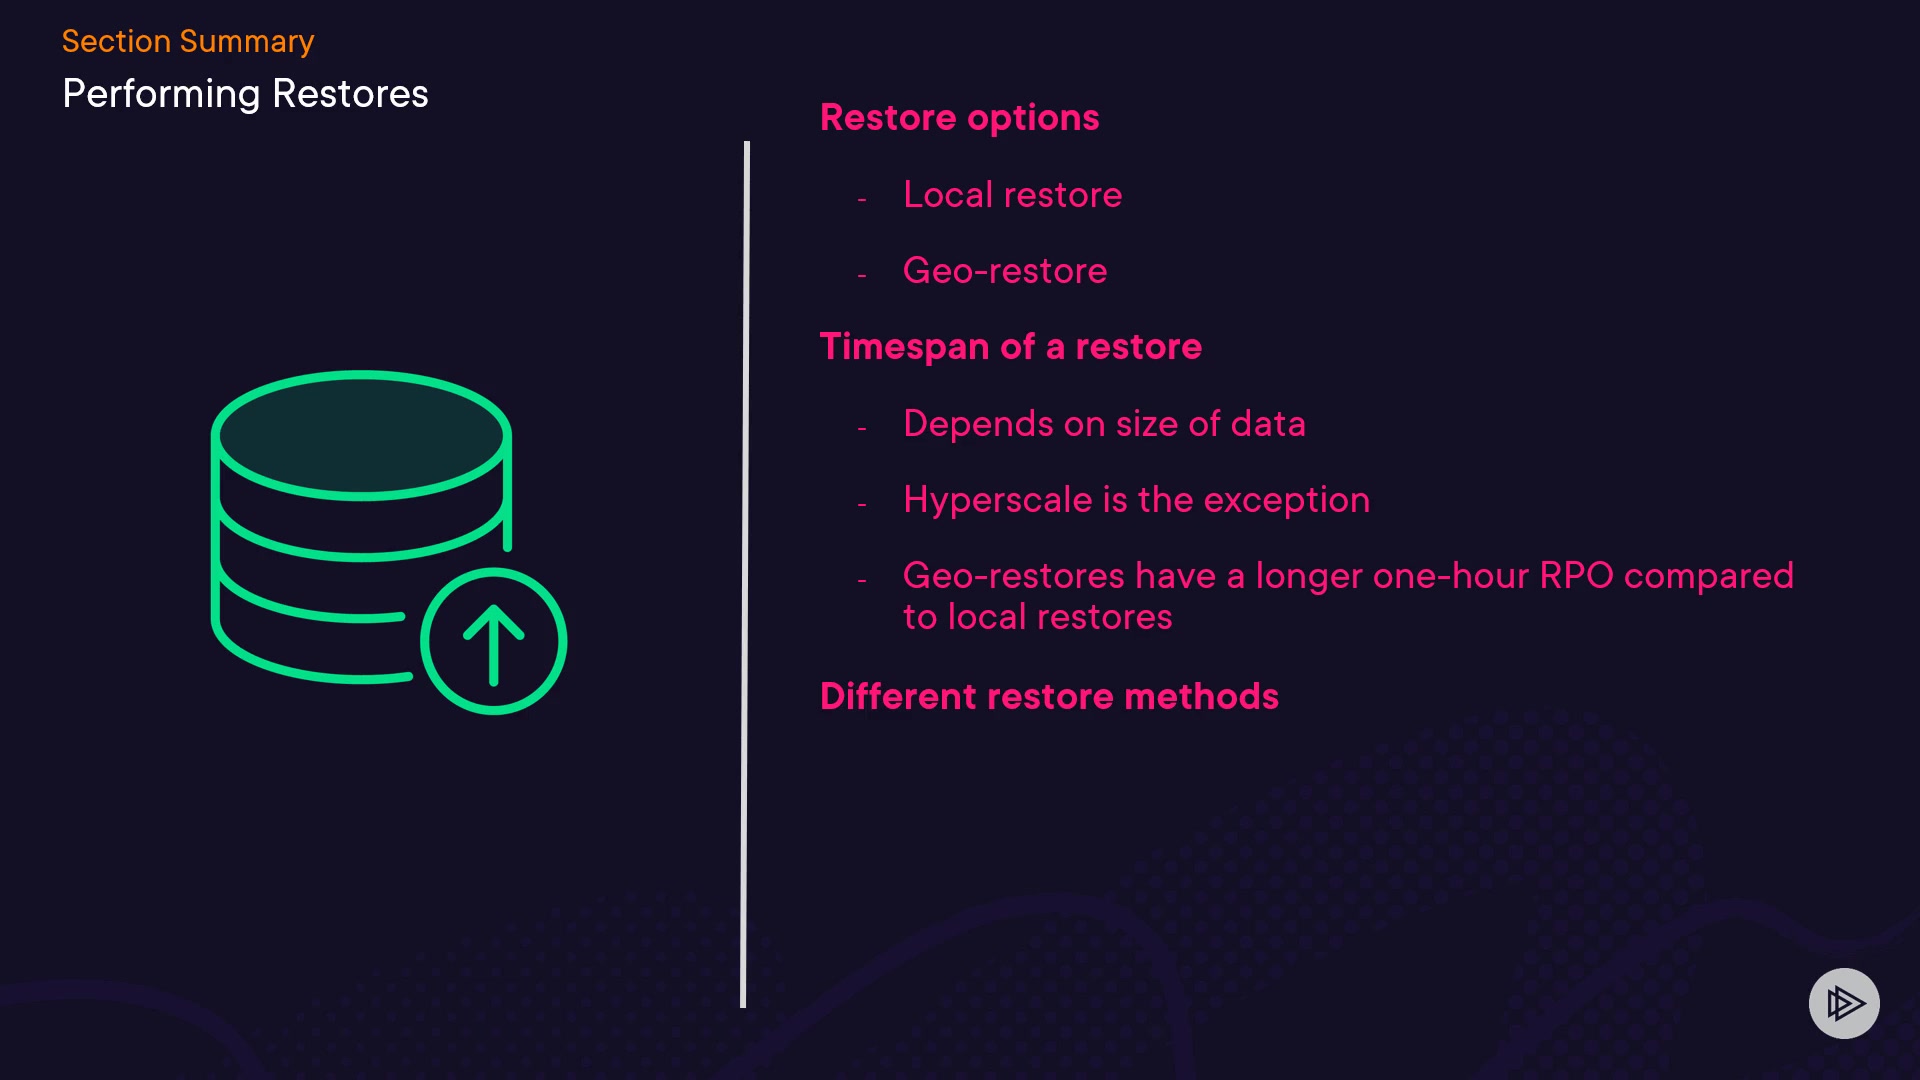 Section Summary
Performing Restores
Restore options
- Local restore
- Geo-restore
Timespan of a restore
- Depends on size of data
- Hyperscale is the exception
- Geo-restores have a longer one-hour RPO compared
to local restores
Different restore methods